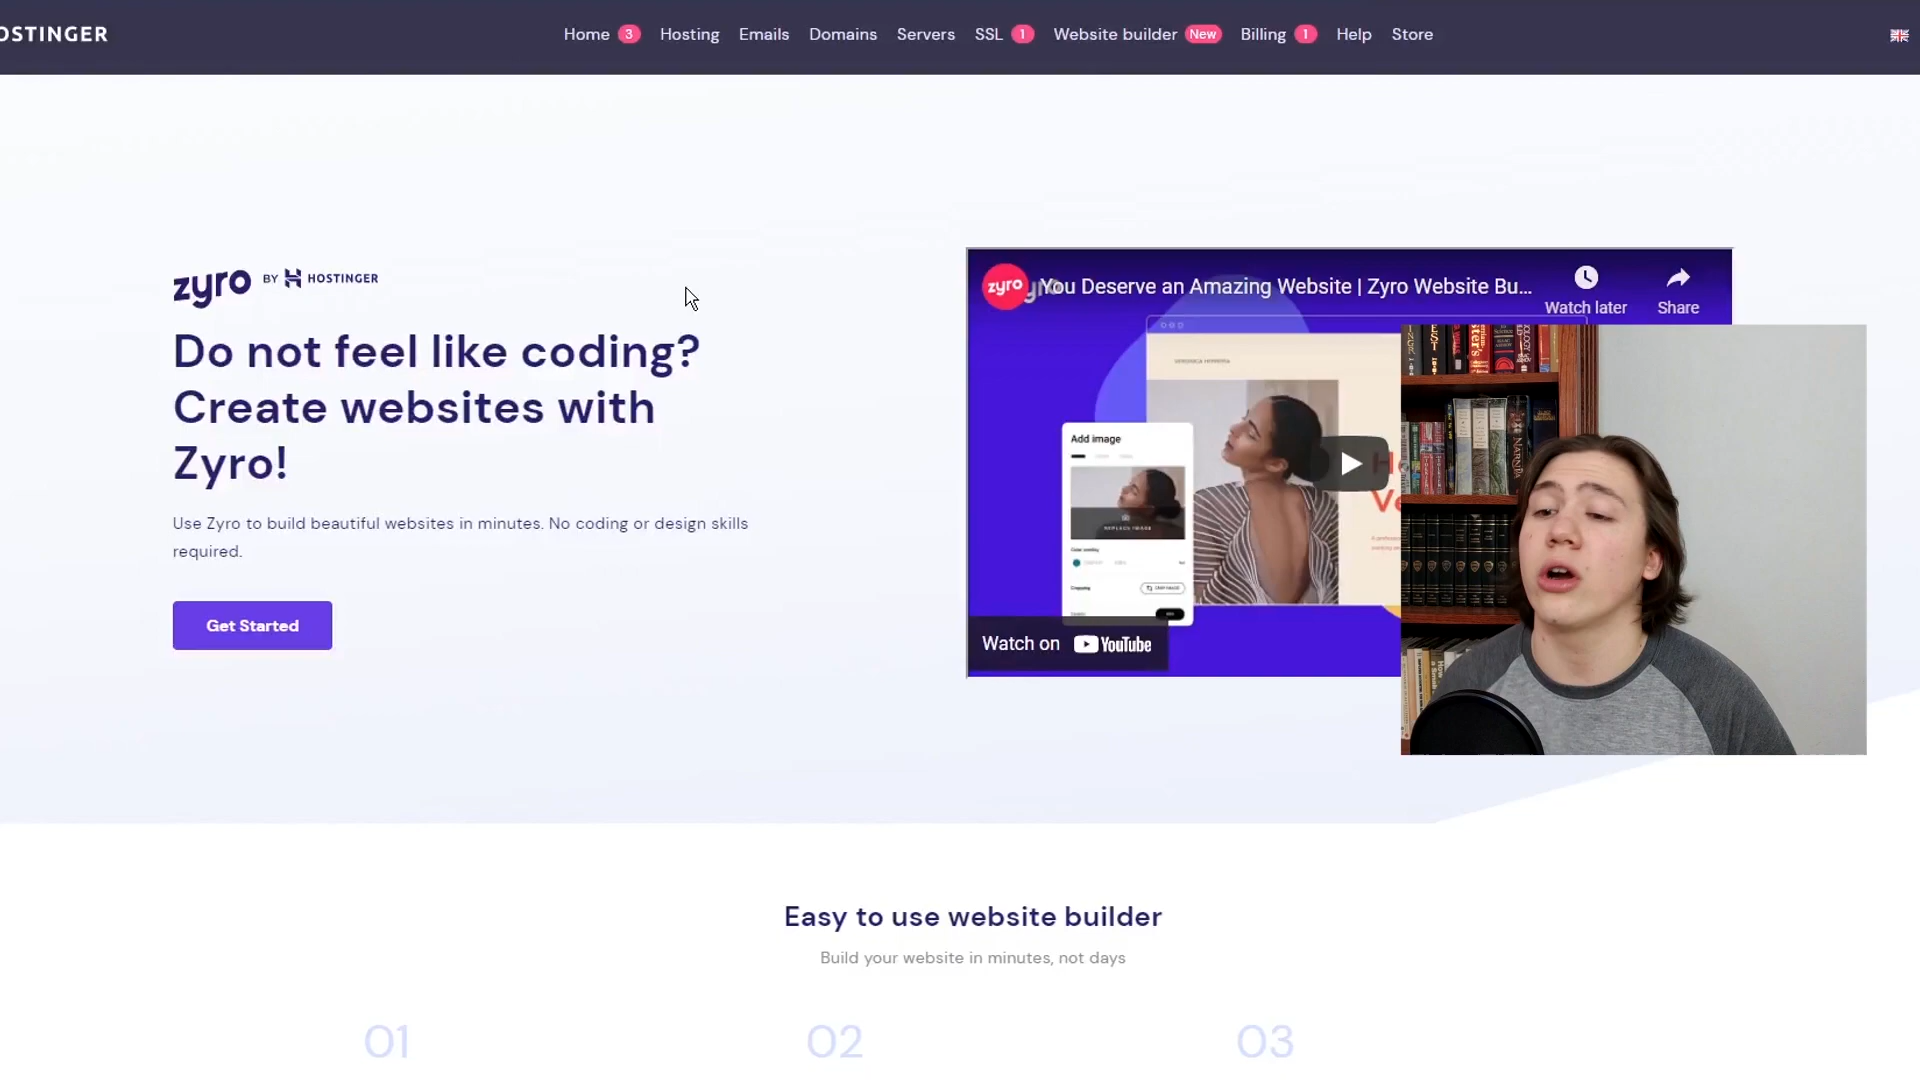 OSTINGER
Home 3 Hosting Emails Domains Servers SSL 1 Website builder New Billing 1 Help Store
zyro BY HOSTINGER
Do not feel like coding?
Create websites with
Zyro!
Use Zyro to build beautiful websites in minutes. No coding or design skills
required.
Get Started
zyro You Deserve an Amazing Website | Zyro Website Bu...
Watch later
Share
Add image
REPLACE IMAGE
Watch on YouTube
Easy to use website builder
Build your website in minutes, not days
01
02
03